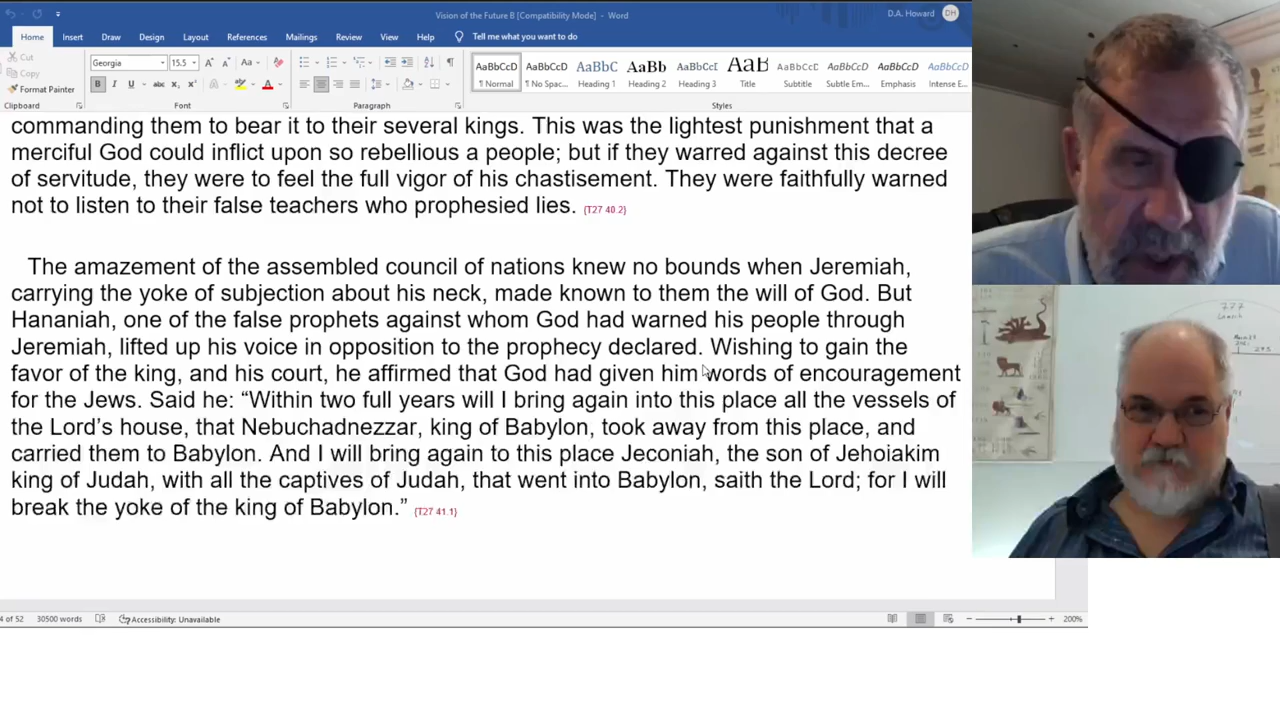 Vision of the Future B [Compatibility Mode] - Word
D.A. Howard
DH
Home Insert Draw Design Layout References Mailings Review View Help Tell me what you want to do
Cut
Copy
Format Painter
Georgia 15.5
Aa
B I U abc x₂ x² A
AaBbCcD AaBbCcD AaBbC AaBb AaBbCcI AaB AaBbCcD AaBbCcD AaBbCcD AaBbCcD
¶ Normal ¶ No Spac... Heading 1 Heading 2 Heading 3 Title Subtitle Subtle Em... Emphasis Intense E...
Clipboard Font Paragraph Styles
commanding them to bear it to their several kings. This was the lightest punishment that a
merciful God could inflict upon so rebellious a people; but if they warred against this decree
of servitude, they were to feel the full vigor of his chastisement. They were faithfully warned
not to listen to their false teachers who prophesied lies. {T27 40.2}
The amazement of the assembled council of nations knew no bounds when Jeremiah,
carrying the yoke of subjection about his neck, made known to them the will of God. But
Hananiah, one of the false prophets against whom God had warned his people through
Jeremiah, lifted up his voice in opposition to the prophecy declared. Wishing to gain the
favor of the king, and his court, he affirmed that God had given him words of encouragement
for the Jews. Said he: “Within two full years will I bring again into this place all the vessels of
the Lord’s house, that Nebuchadnezzar, king of Babylon, took away from this place, and
carried them to Babylon. And I will bring again to this place Jeconiah, the son of Jehoiakim
king of Judah, with all the captives of Judah, that went into Babylon, saith the Lord; for I will
break the yoke of the king of Babylon.” {T27 41.1}
4 of 52 30500 words Accessibility: Unavailable 200%
777